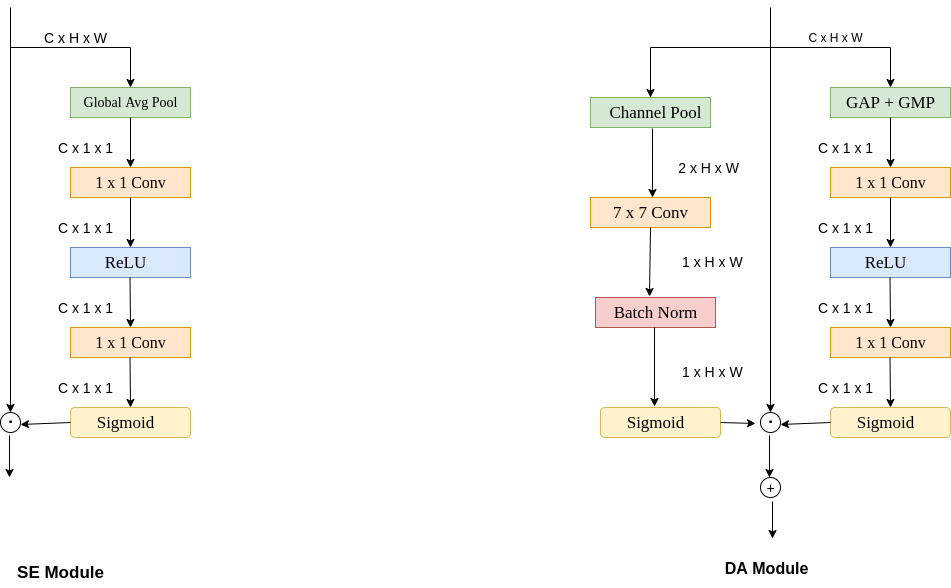 C x H x W
Global Avg Pool
C x 1 x 1
1 x 1 Conv
C x 1 x 1
ReLU
C x 1 x 1
1 x 1 Conv
C x 1 x 1
Sigmoid
·
SE Module
C x H x W
Channel Pool
2 x H x W
7 x 7 Conv
1 x H x W
Batch Norm
1 x H x W
Sigmoid
GAP + GMP
C x 1 x 1
1 x 1 Conv
C x 1 x 1
ReLU
C x 1 x 1
1 x 1 Conv
C x 1 x 1
Sigmoid
·
+
DA Module